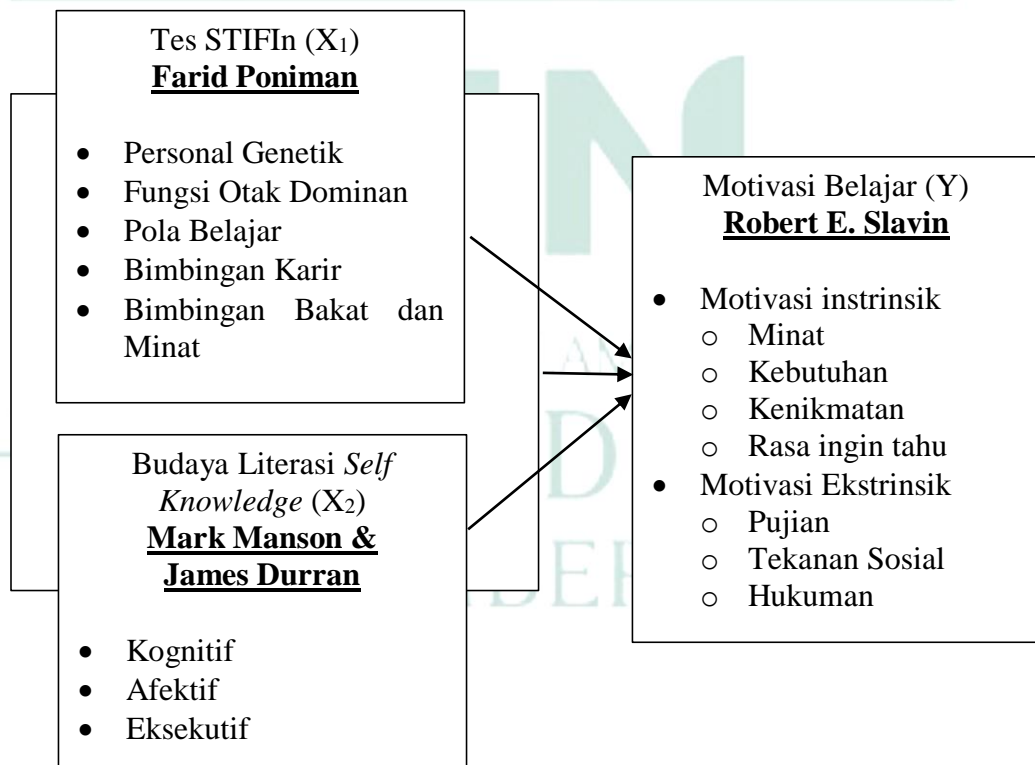 Tes STIFIn (X₁)
Farid Poniman
• Personal Genetik
• Fungsi Otak Dominan
• Pola Belajar
• Bimbingan Karir
• Bimbingan Bakat dan
Minat
Budaya Literasi Self
Knowledge (X₂)
Mark Manson &
James Durran
• Kognitif
• Afektif
• Eksekutif
Motivasi Belajar (Y)
Robert E. Slavin
• Motivasi instrinsik
o Minat
o Kebutuhan
o Kenikmatan
o Rasa ingin tahu
• Motivasi Ekstrinsik
o Pujian
o Tekanan Sosial
o Hukuman